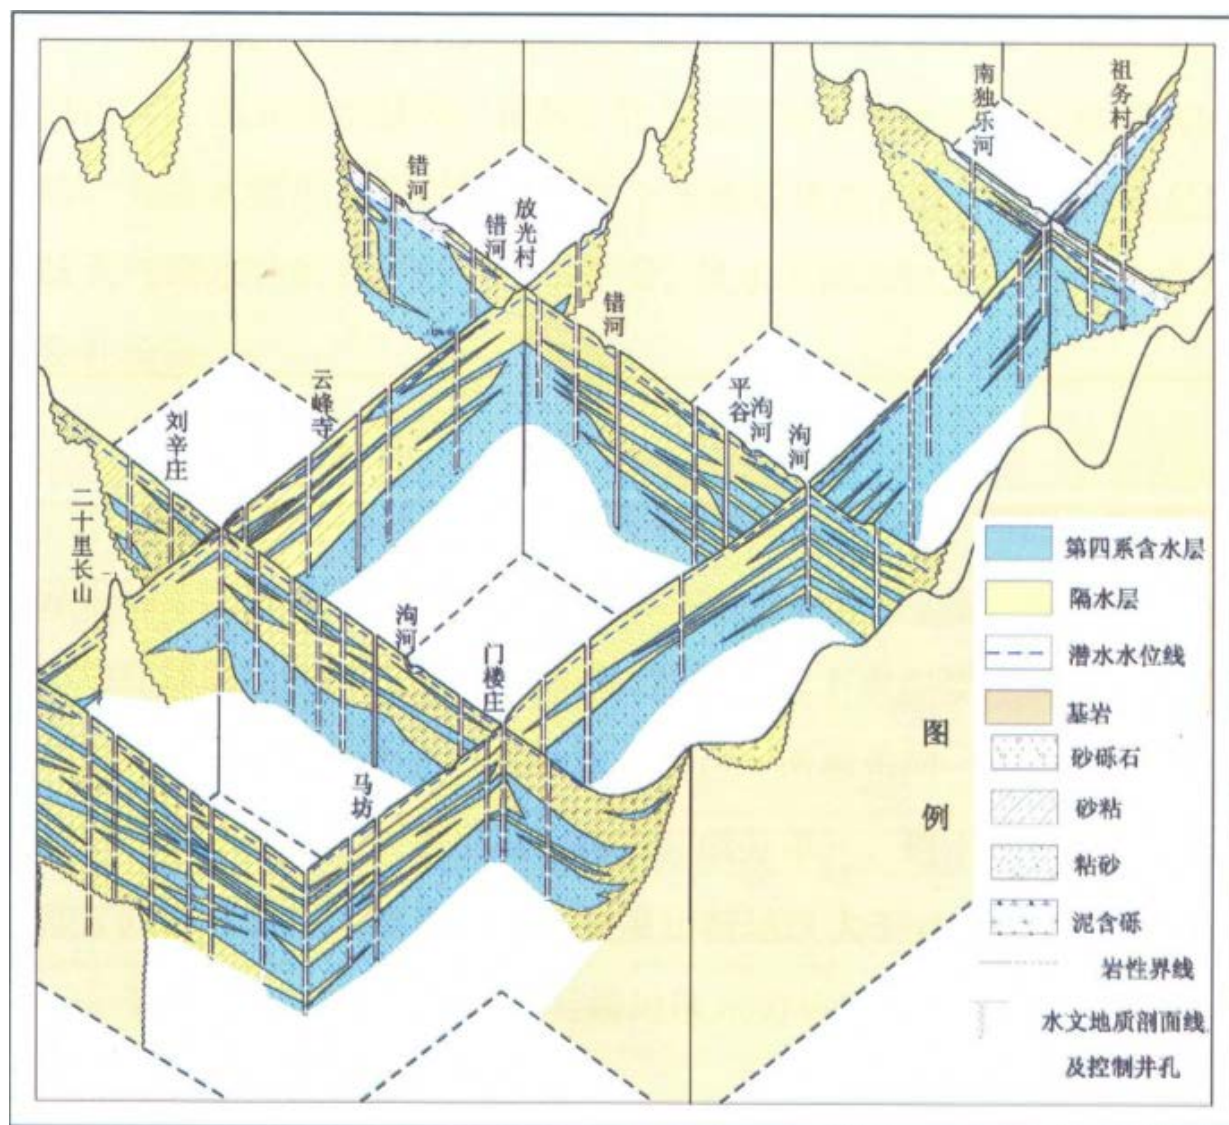 南独乐河
祖务村
错河
放光村
错河
错河
云峰寺
平谷
泃河
泃河
刘辛庄
二十里长山
泃河
门楼庄
马坊
图例
第四系含水层
隔水层
潜水水位线
基岩
砂砾石
砂粘
粘砂
泥含砾
岩性界线
水文地质剖面线
及控制井孔